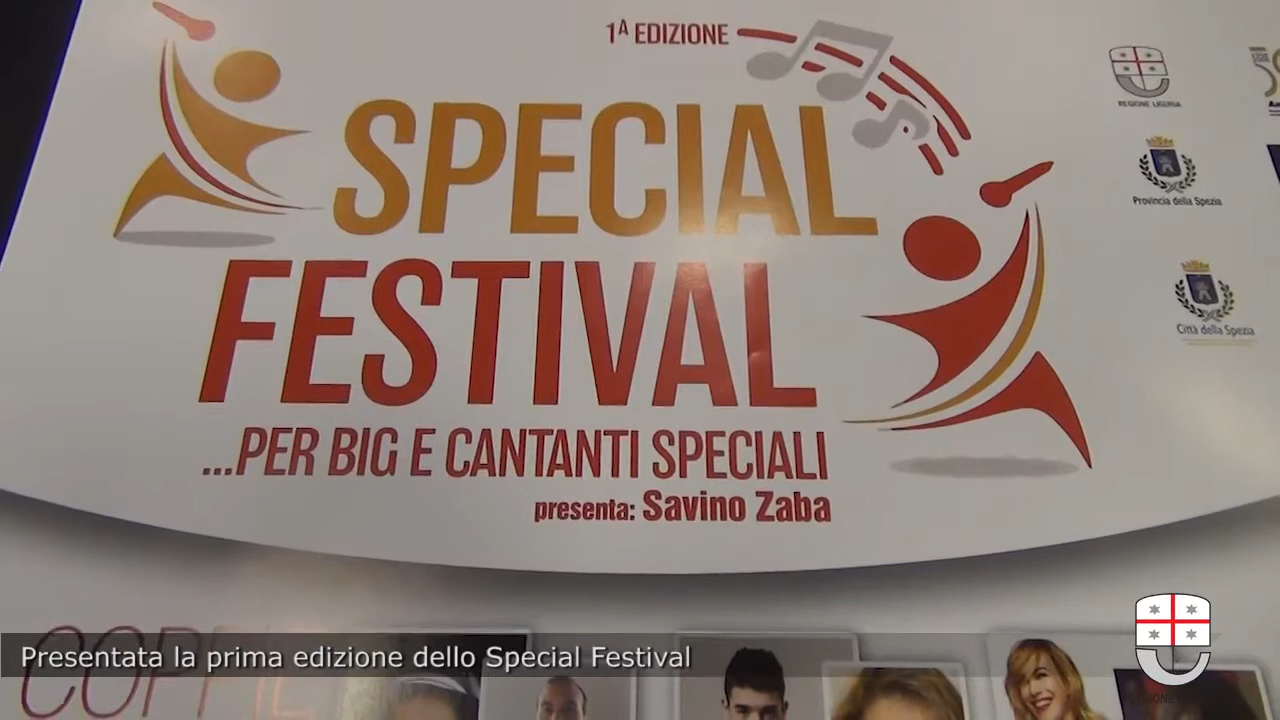 1ª EDIZIONE
SPECIAL
FESTIVAL
...PER BIG E CANTANTI SPECIALI
presenta: Savino Zaba
REGIONE LIGURIA
Provincia della Spezia
Città della Spezia
COPPIE
Presentata la prima edizione dello Special Festival